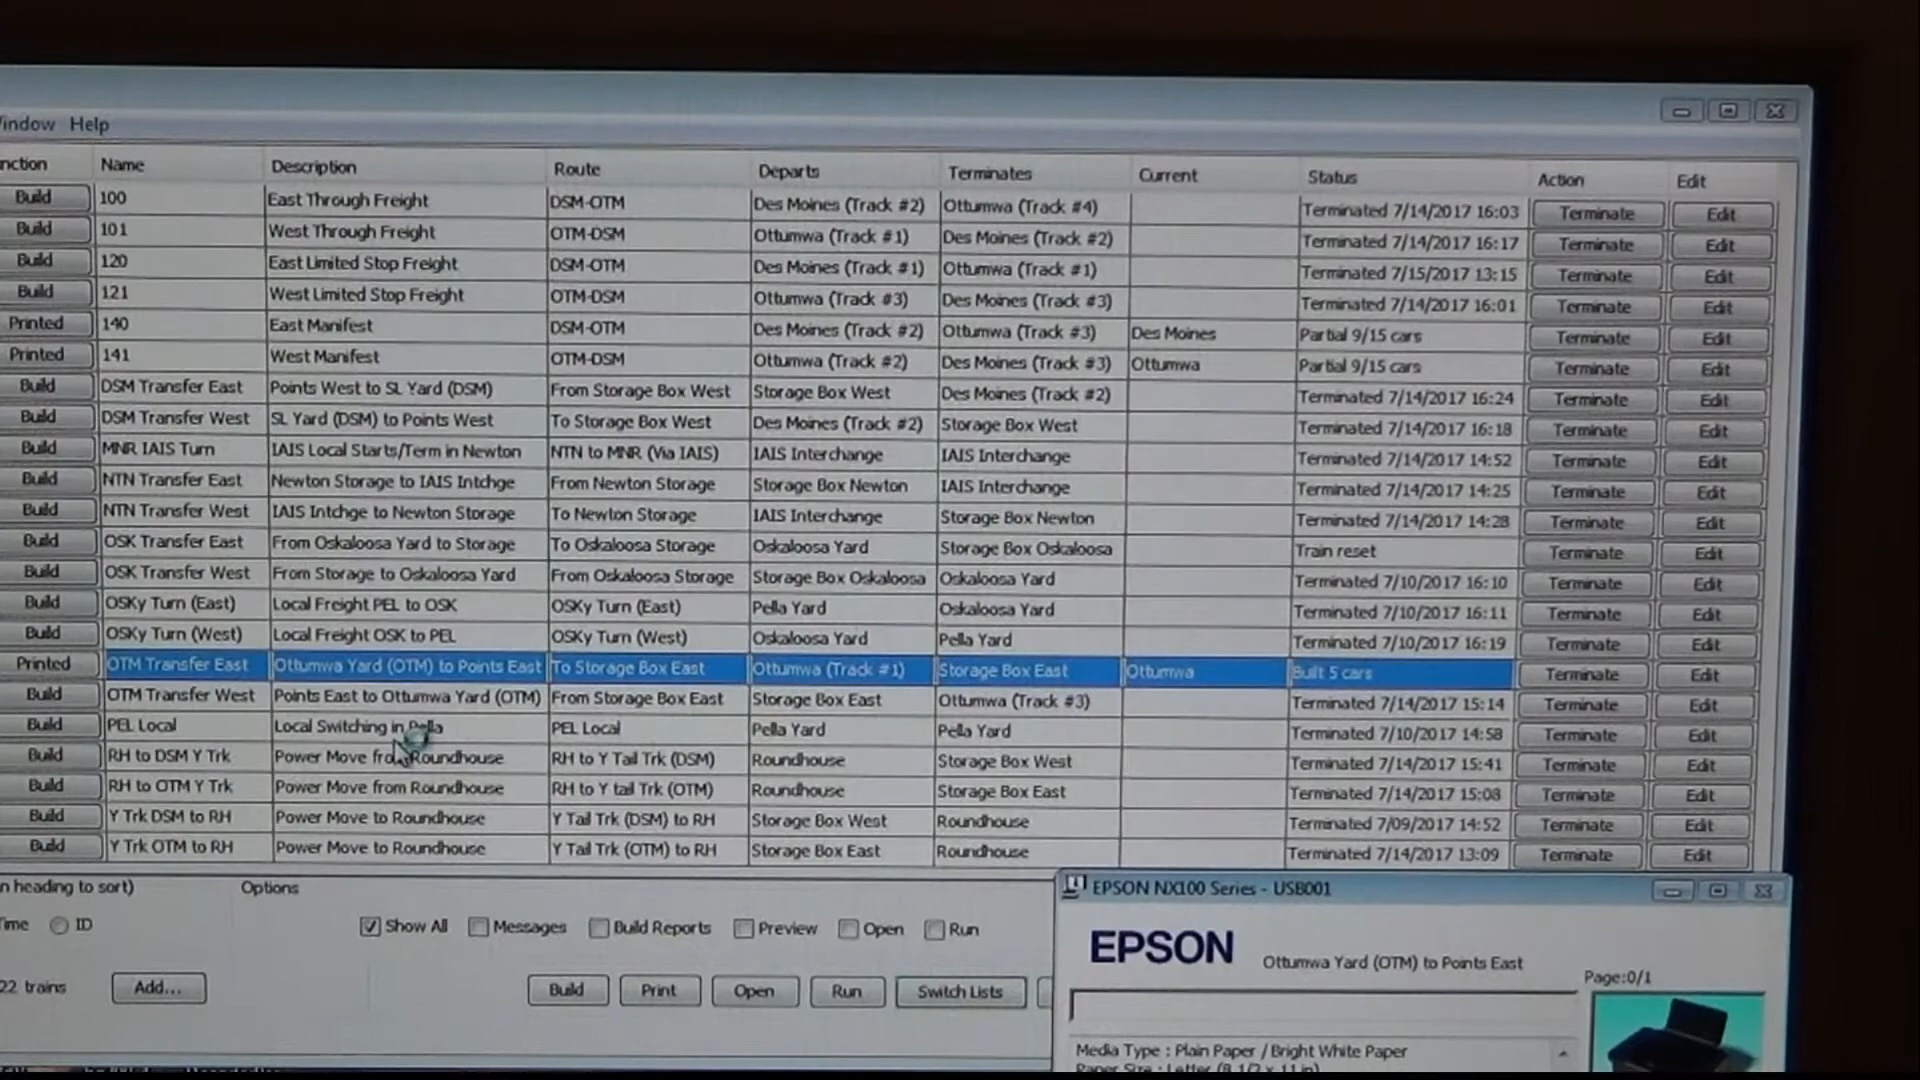 Window Help
Name Description Route Departs Terminates Current Status Action Edit
Build 100 East Through Freight DSM-OTM Des Moines (Track #2) Ottumwa (Track #4) Terminated 7/14/2017 16:03 Terminate Edit
Build 101 West Through Freight OTM-DSM Ottumwa (Track #1) Des Moines (Track #2) Terminated 7/14/2017 16:17 Terminate Edit
Build 120 East Limited Stop Freight DSM-OTM Des Moines (Track #1) Ottumwa (Track #1) Terminated 7/15/2017 13:15 Terminate Edit
Build 121 West Limited Stop Freight OTM-DSM Ottumwa (Track #3) Des Moines (Track #3) Terminated 7/14/2017 16:01 Terminate Edit
Printed 140 East Manifest DSM-OTM Des Moines (Track #2) Ottumwa (Track #3) Des Moines Partial 9/15 cars Terminate Edit
Printed 141 West Manifest OTM-DSM Ottumwa (Track #2) Des Moines (Track #3) Ottumwa Partial 9/15 cars Terminate Edit
Build DSM Transfer East Points West to SL Yard (DSM) From Storage Box West Storage Box West Des Moines (Track #2) Terminated 7/14/2017 16:24 Terminate Edit
Build DSM Transfer West SL Yard (DSM) to Points West To Storage Box West Des Moines (Track #2) Storage Box West Terminated 7/14/2017 16:18 Terminate Edit
Build MNR IAIS Turn IAIS Local Starts/Term in Newton NTN to MNR (Via IAIS) IAIS Interchange IAIS Interchange Terminated 7/14/2017 14:52 Terminate Edit
Build NTN Transfer East Newton Storage to IAIS Intchge From Newton Storage Storage Box Newton IAIS Interchange Terminated 7/14/2017 14:25 Terminate Edit
Build NTN Transfer West IAIS Intchge to Newton Storage To Newton Storage IAIS Interchange Storage Box Newton Terminated 7/14/2017 14:28 Terminate Edit
Build OSK Transfer East From Oskaloosa Yard to Storage To Oskaloosa Storage Oskaloosa Yard Storage Box Oskaloosa Train reset Terminate Edit
Build OSK Transfer West From Storage to Oskaloosa Yard From Oskaloosa Storage Storage Box Oskaloosa Oskaloosa Yard Terminated 7/10/2017 16:10 Terminate Edit
Build OSKy Turn (East) Local Freight PEL to OSK OSKy Turn (East) Pella Yard Oskaloosa Yard Terminated 7/10/2017 16:11 Terminate Edit
Build OSKy Turn (West) Local Freight OSK to PEL OSKy Turn (West) Oskaloosa Yard Pella Yard Terminated 7/10/2017 16:19 Terminate Edit
Printed OTM Transfer East Ottumwa Yard (OTM) to Points East To Storage Box East Ottumwa (Track #1) Storage Box East Ottumwa Built 5 cars Terminate Edit
Build OTM Transfer West Points East to Ottumwa Yard (OTM) From Storage Box East Storage Box East Ottumwa (Track #3) Terminated 7/14/2017 15:14 Terminate Edit
Build PEL Local Local Switching in Pella PEL Local Pella Yard Pella Yard Terminated 7/10/2017 14:58 Terminate Edit
Build RH to DSM Y Trk Power Move from Roundhouse RH to Y Tail Trk (DSM) Roundhouse Storage Box West Terminated 7/14/2017 15:41 Terminate Edit
Build RH to OTM Y Trk Power Move from Roundhouse RH to Y tail Trk (OTM) Roundhouse Storage Box East Terminated 7/14/2017 15:08 Terminate Edit
Build Y Trk DSM to RH Power Move to Roundhouse Y Tail Trk (DSM) to RH Storage Box West Roundhouse Terminated 7/09/2017 14:52 Terminate Edit
Build Y Trk OTM to RH Power Move to Roundhouse Y Tail Trk (OTM) to RH Storage Box East Roundhouse Terminated 7/14/2017 13:09 Terminate Edit
n heading to sort) Options
Time ID Show All Messages Build Reports Preview Open Run
22 trains Add... Build Print Open Run Switch Lists
EPSON NX100 Series - USB001
EPSON Ottumwa Yard (OTM) to Points East
Page:0/1
Media Type : Plain Paper / Bright White Paper
Paper Size : Letter (8 1/2 x 11 in)